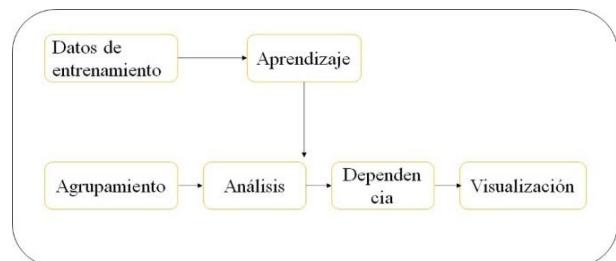 Datos de
entrenamiento
Aprendizaje
Agrupamiento
Análisis
Dependen
cia
Visualización